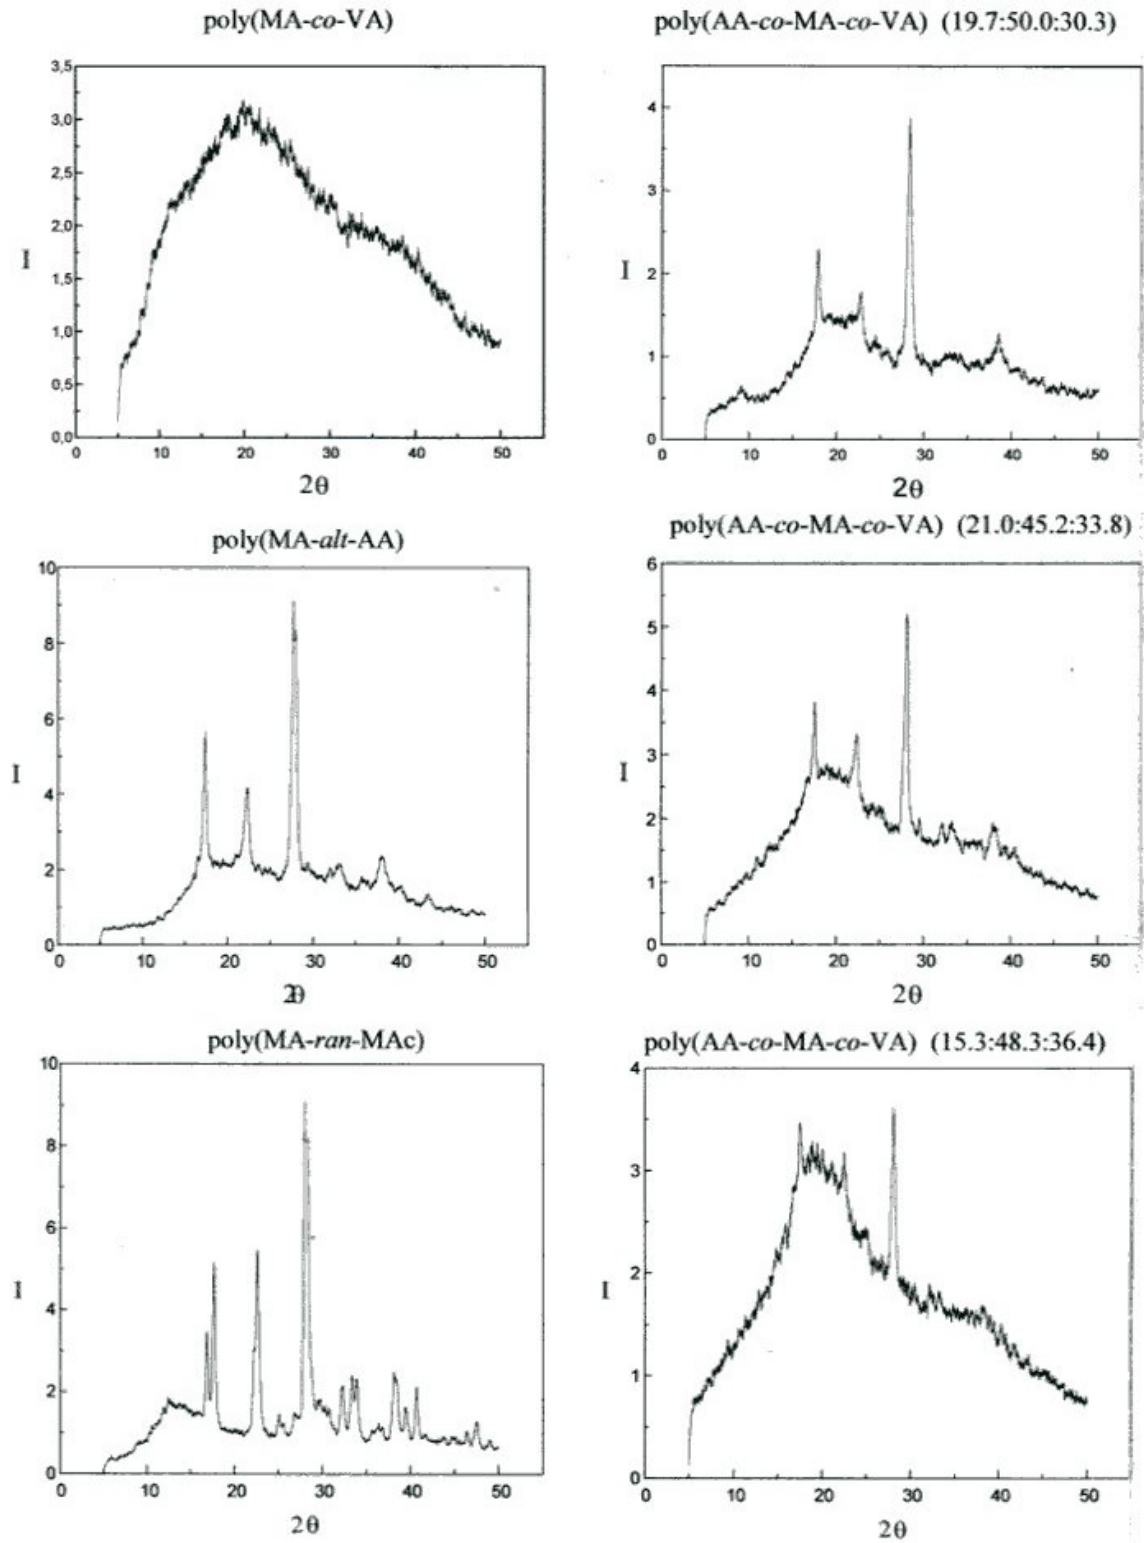 poly(MA-co-VA)
3,5
3,0
2,5
2,0
1,5
1,0
0,5
0,0
I
0 10 20 30 40 50
2θ
poly(AA-co-MA-co-VA) (19.7:50.0:30.3)
4
3
2
1
0
I
0 10 20 30 40 50
2θ
poly(MA-alt-AA)
10
8
6
4
2
0
I
0 10 20 30 40 50
2θ
poly(AA-co-MA-co-VA) (21.0:45.2:33.8)
6
5
4
3
2
1
0
I
0 10 20 30 40 50
2θ
poly(MA-ran-MAc)
10
8
6
4
2
0
I
0 10 20 30 40 50
2θ
poly(AA-co-MA-co-VA) (15.3:48.3:36.4)
4
3
2
1
0
I
0 10 20 30 40 50
2θ